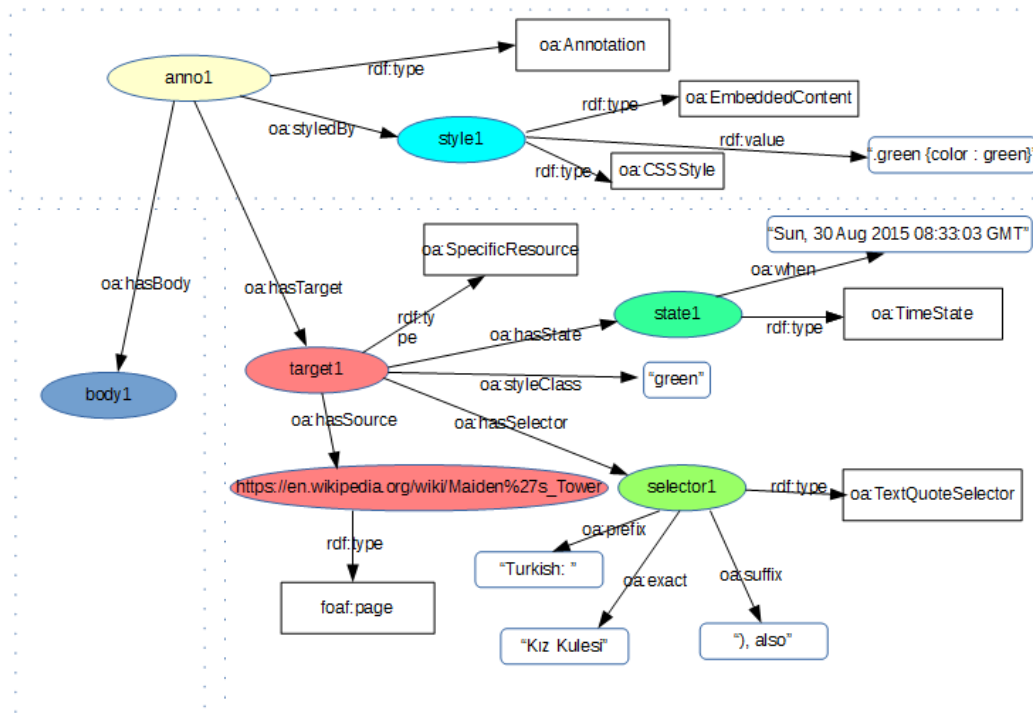 oa:Annotation
rdf:type
anno1
rdf:type
oa:EmbeddedContent
oa:styledBy
style1
rdf:value
“.green {color : green}”
rdf:type
oa:CSSStyle
“Sun, 30 Aug 2015 08:33:03 GMT”
oa:SpecificResource
oa:when
oa:hasBody
oa:hasTarget
state1
oa:TimeState
rdf:ty
pe
oa:hasState
rdf:type
target1
body1
oa:styleClass
“green”
oa:hasSource
oa:hasSelector
https://en.wikipedia.org/wiki/Maiden%27s_Tower
selector1
rdf:type
oa:TextQuoteSelector
rdf:type
oa:prefix
“Turkish: ”
oa:exact
oa:suffix
foaf:page
“Kız Kulesi”
“), also”